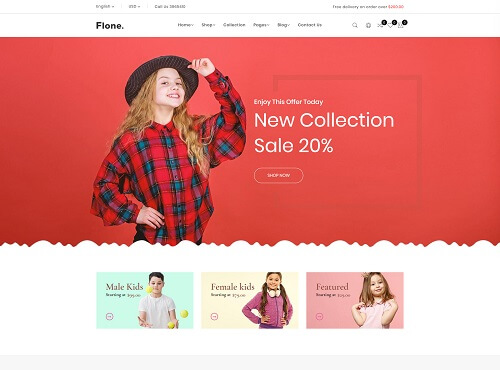 English
USD
Call Us 3965410
Free delivery on order over $200.00
Flone.
Home
Shop
Collection
Pages
Blog
Contact Us
0
0
0
Enjoy This Offer Today
New Collection
Sale 20%
SHOP NOW
Male Kids
Starting at $99.00
Female kids
Starting at $79.00
Featured
Starting at $29.00